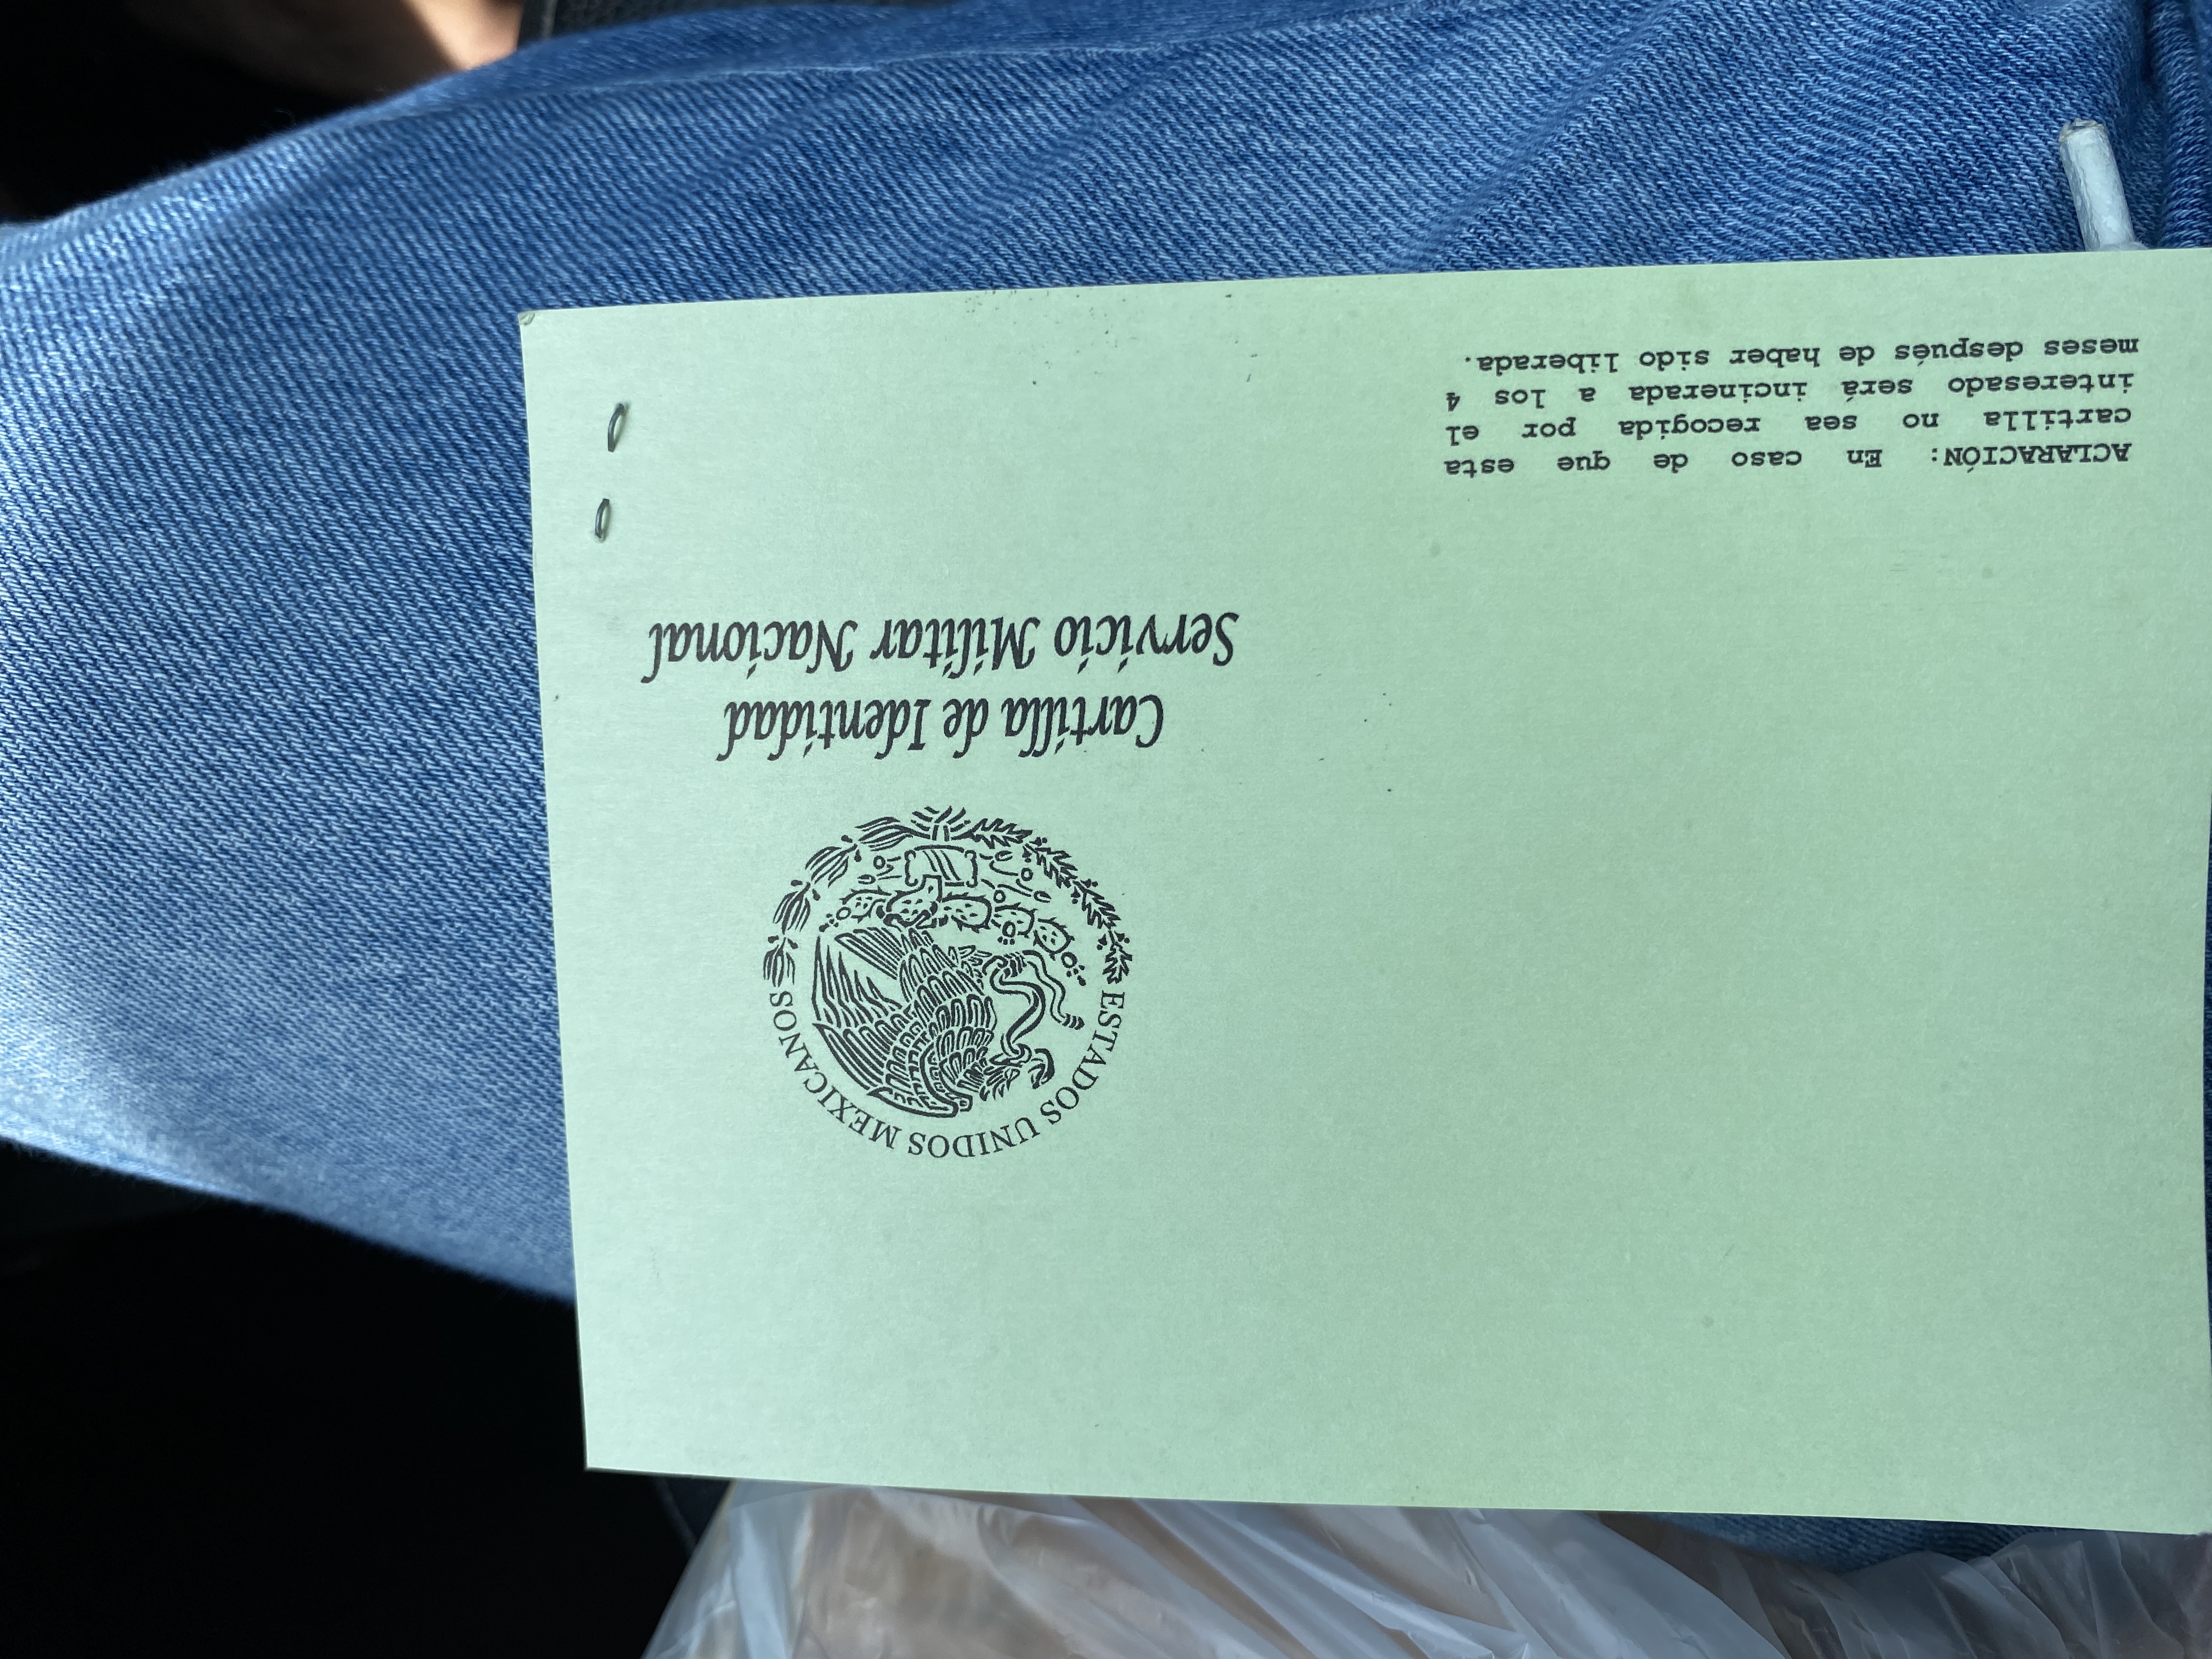 ESTADOS UNIDOS MEXICANOS
Cartilla de Identidad
Servicio Militar Nacional
ACLARACIÓN: En caso de que esta
cartilla no sea recogida por el
interesado será incinerada a los 4
meses después de haber sido liberada.